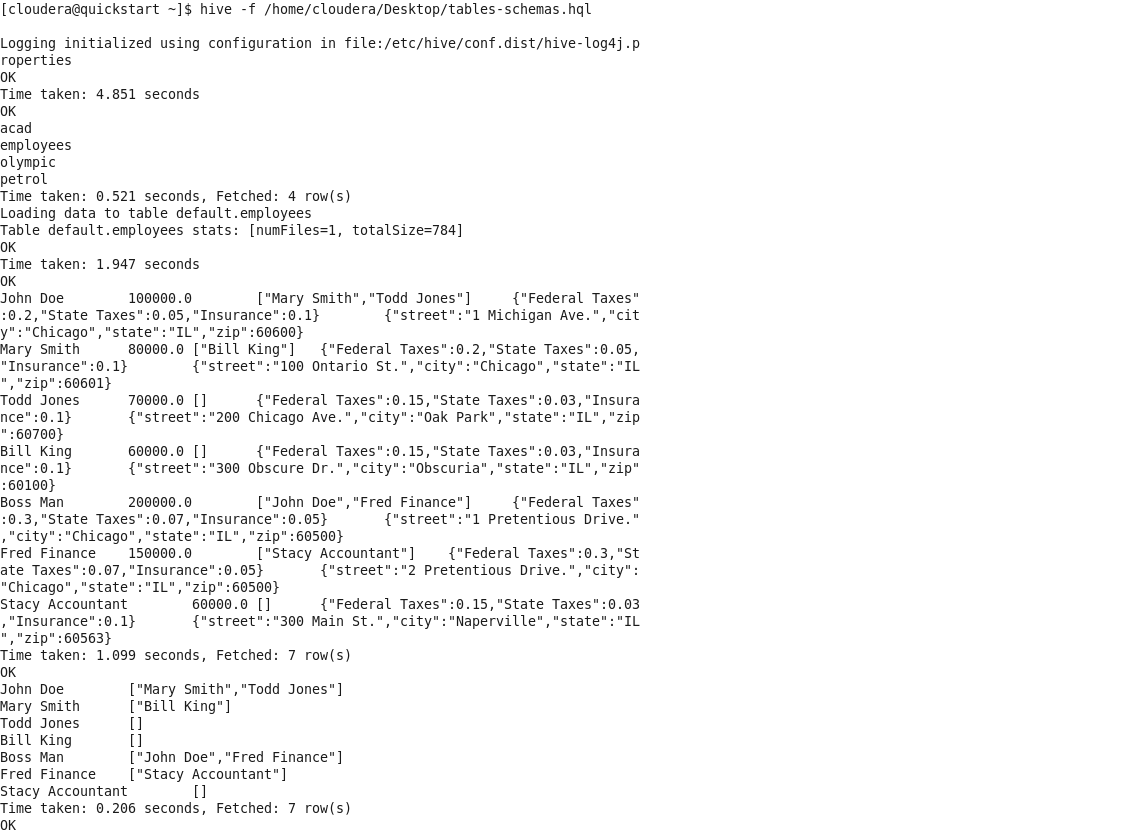 [cloudera@quickstart ~]$ hive -f /home/cloudera/Desktop/tables-schemas.hql
Logging initialized using configuration in file:/etc/hive/conf.dist/hive-log4j.p
roperties
OK
Time taken: 4.851 seconds
OK
acad
employees
olympic
petrol
Time taken: 0.521 seconds, Fetched: 4 row(s)
Loading data to table default.employees
Table default.employees stats: [numFiles=1, totalSize=784]
OK
Time taken: 1.947 seconds
OK
John Doe        100000.0        ["Mary Smith","Todd Jones"]     {"Federal Taxes"
:0.2,"State Taxes":0.05,"Insurance":0.1}        {"street":"1 Michigan Ave.","cit
y":"Chicago","state":"IL","zip":60600}
Mary Smith      80000.0 ["Bill King"]   {"Federal Taxes":0.2,"State Taxes":0.05,
"Insurance":0.1}        {"street":"100 Ontario St.","city":"Chicago","state":"IL
","zip":60601}
Todd Jones      70000.0 []      {"Federal Taxes":0.15,"State Taxes":0.03,"Insura
nce":0.1}       {"street":"200 Chicago Ave.","city":"Oak Park","state":"IL","zip
":60700}
Bill King       60000.0 []      {"Federal Taxes":0.15,"State Taxes":0.03,"Insura
nce":0.1}       {"street":"300 Obscure Dr.","city":"Obscuria","state":"IL","zip"
:60100}
Boss Man        200000.0        ["John Doe","Fred Finance"]     {"Federal Taxes"
:0.3,"State Taxes":0.07,"Insurance":0.05}       {"street":"1 Pretentious Drive."
,"city":"Chicago","state":"IL","zip":60500}
Fred Finance    150000.0        ["Stacy Accountant"]    {"Federal Taxes":0.3,"St
ate Taxes":0.07,"Insurance":0.05}       {"street":"2 Pretentious Drive.","city":
"Chicago","state":"IL","zip":60500}
Stacy Accountant        60000.0 []      {"Federal Taxes":0.15,"State Taxes":0.03
,"Insurance":0.1}       {"street":"300 Main St.","city":"Naperville","state":"IL
","zip":60563}
Time taken: 1.099 seconds, Fetched: 7 row(s)
OK
John Doe        ["Mary Smith","Todd Jones"]
Mary Smith      ["Bill King"]
Todd Jones      []
Bill King       []
Boss Man        ["John Doe","Fred Finance"]
Fred Finance    ["Stacy Accountant"]
Stacy Accountant        []
Time taken: 0.206 seconds, Fetched: 7 row(s)
OK